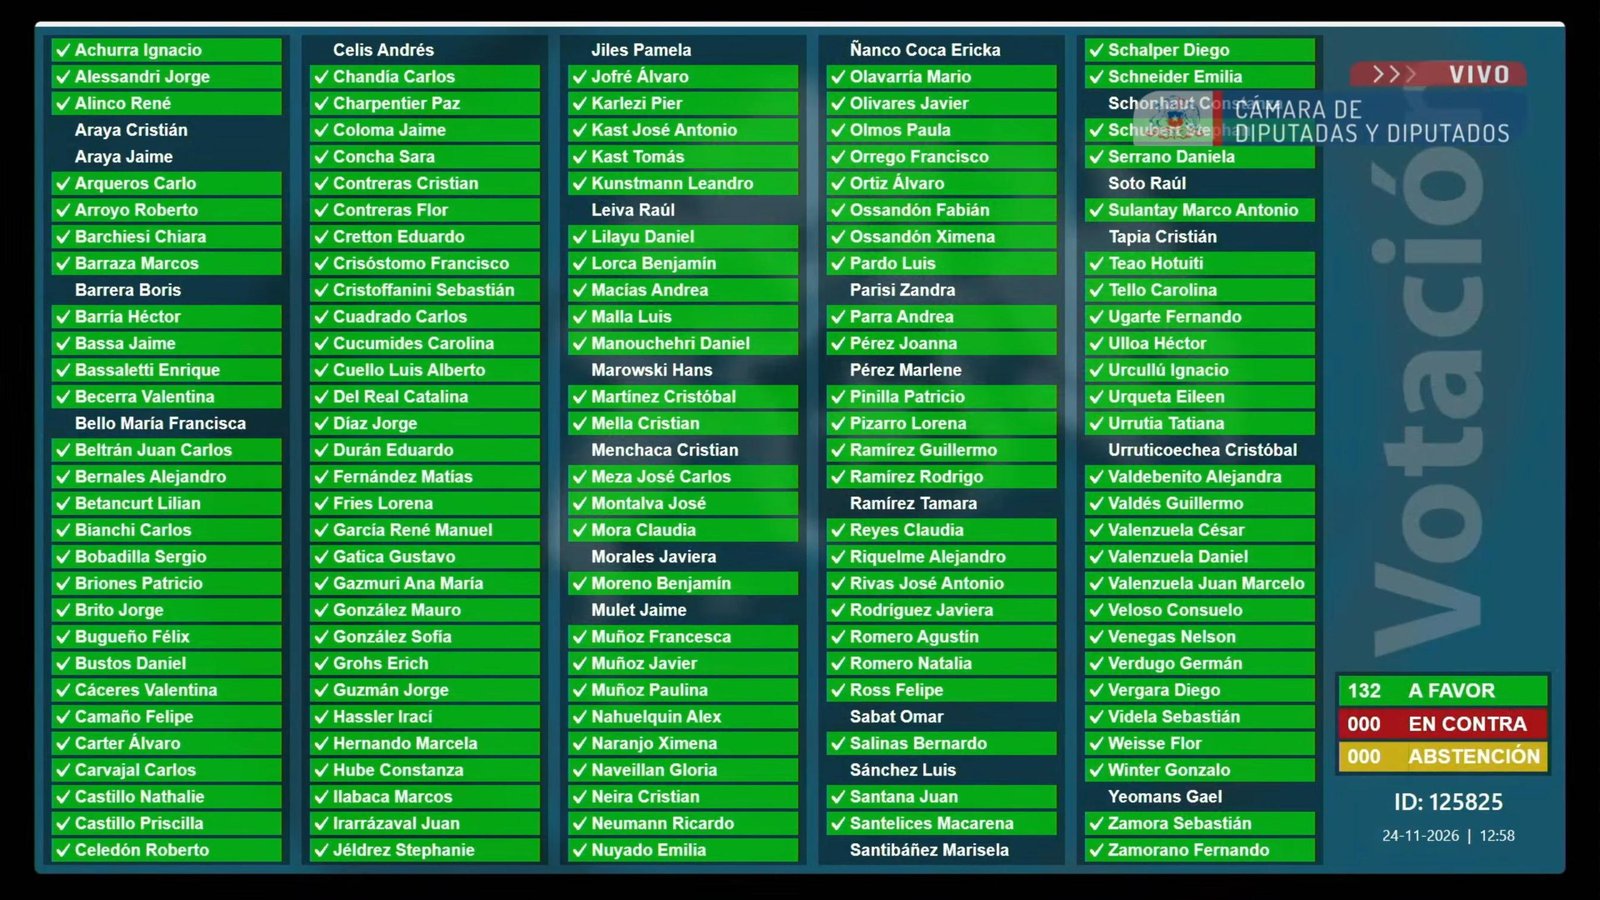 ✓ Achurra Ignacio
✓ Alessandri Jorge
✓ Alinco René
Araya Cristián
Araya Jaime
✓ Arqueros Carlo
✓ Arroyo Roberto
✓ Barchiesi Chiara
✓ Barraza Marcos
Barrera Boris
✓ Barría Héctor
✓ Bassa Jaime
✓ Bassaletti Enrique
✓ Becerra Valentina
Bello María Francisca
✓ Beltrán Juan Carlos
✓ Bernales Alejandro
✓ Betancurt Lilian
✓ Bianchi Carlos
✓ Bobadilla Sergio
✓ Briones Patricio
✓ Brito Jorge
✓ Bugueño Félix
✓ Bustos Daniel
✓ Cáceres Valentina
✓ Camaño Felipe
✓ Carter Álvaro
✓ Carvajal Carlos
✓ Castillo Nathalie
✓ Castillo Priscilla
✓ Celedón Roberto
Celis Andrés
✓ Chandía Carlos
✓ Charpentier Paz
✓ Coloma Jaime
✓ Concha Sara
✓ Contreras Cristian
✓ Contreras Flor
✓ Cretton Eduardo
✓ Crisóstomo Francisco
✓ Cristoffanini Sebastián
✓ Cuadrado Carlos
✓ Cucumides Carolina
✓ Cuello Luis Alberto
✓ Del Real Catalina
✓ Díaz Jorge
✓ Durán Eduardo
✓ Fernández Matías
✓ Fries Lorena
✓ García René Manuel
✓ Gatica Gustavo
✓ Gazmuri Ana María
✓ González Mauro
✓ González Sofía
✓ Grohs Erich
✓ Guzmán Jorge
✓ Hassler Irací
✓ Hernando Marcela
✓ Hube Constanza
✓ Ilabaca Marcos
✓ Irarrázaval Juan
✓ Jéldrez Stephanie
Jiles Pamela
✓ Jofré Álvaro
✓ Karlezi Pier
✓ Kast José Antonio
✓ Kast Tomás
✓ Kunstmann Leandro
Leiva Raúl
✓ Lilayu Daniel
✓ Lorca Benjamín
✓ Macías Andrea
✓ Malla Luis
✓ Manouchehri Daniel
Marowski Hans
✓ Martínez Cristóbal
✓ Mella Cristian
Menchaca Cristian
✓ Meza José Carlos
✓ Montalva José
✓ Mora Claudia
Morales Javiera
✓ Moreno Benjamín
Mulet Jaime
✓ Muñoz Francesca
✓ Muñoz Javier
✓ Muñoz Paulina
✓ Nahuelquin Alex
✓ Naranjo Ximena
✓ Naveillan Gloria
✓ Neira Cristian
✓ Neumann Ricardo
✓ Nuyado Emilia
Ñanco Coca Ericka
✓ Olavarría Mario
✓ Olivares Javier
✓ Olmos Paula
✓ Orrego Francisco
✓ Ortiz Álvaro
✓ Ossandón Fabián
✓ Ossandón Ximena
✓ Pardo Luis
Parisi Zandra
✓ Parra Andrea
✓ Pérez Joanna
Pérez Marlene
✓ Pinilla Patricio
✓ Pizarro Lorena
✓ Ramírez Guillermo
✓ Ramírez Rodrigo
Ramírez Tamara
✓ Reyes Claudia
✓ Riquelme Alejandro
✓ Rivas José Antonio
✓ Rodríguez Javiera
✓ Romero Agustín
✓ Romero Natalia
✓ Ross Felipe
Sabat Omar
✓ Salinas Bernardo
Sánchez Luis
✓ Santana Juan
✓ Santelices Macarena
Santibáñez Marisela
✓ Schalper Diego
✓ Schneider Emilia
Schonhaut Constanza
✓ Schubert Stephan
✓ Serrano Daniela
Soto Raúl
✓ Sulantay Marco Antonio
Tapia Cristián
✓ Teao Hotuiti
✓ Tello Carolina
✓ Ugarte Fernando
✓ Ulloa Héctor
✓ Urcullú Ignacio
✓ Urqueta Eileen
✓ Urrutia Tatiana
Urruticoechea Cristóbal
✓ Valdebenito Alejandra
✓ Valdés Guillermo
✓ Valenzuela César
✓ Valenzuela Daniel
✓ Valenzuela Juan Marcelo
✓ Veloso Consuelo
✓ Venegas Nelson
✓ Verdugo Germán
✓ Vergara Diego
✓ Videla Sebastián
✓ Weisse Flor
✓ Winter Gonzalo
Yeomans Gael
✓ Zamora Sebastián
✓ Zamorano Fernando
>>> VIVO
CÁMARA DE
DIPUTADAS Y DIPUTADOS
Votación
132 A FAVOR
000 EN CONTRA
000 ABSTENCIÓN
ID: 125825
24-11-2026 | 12:58